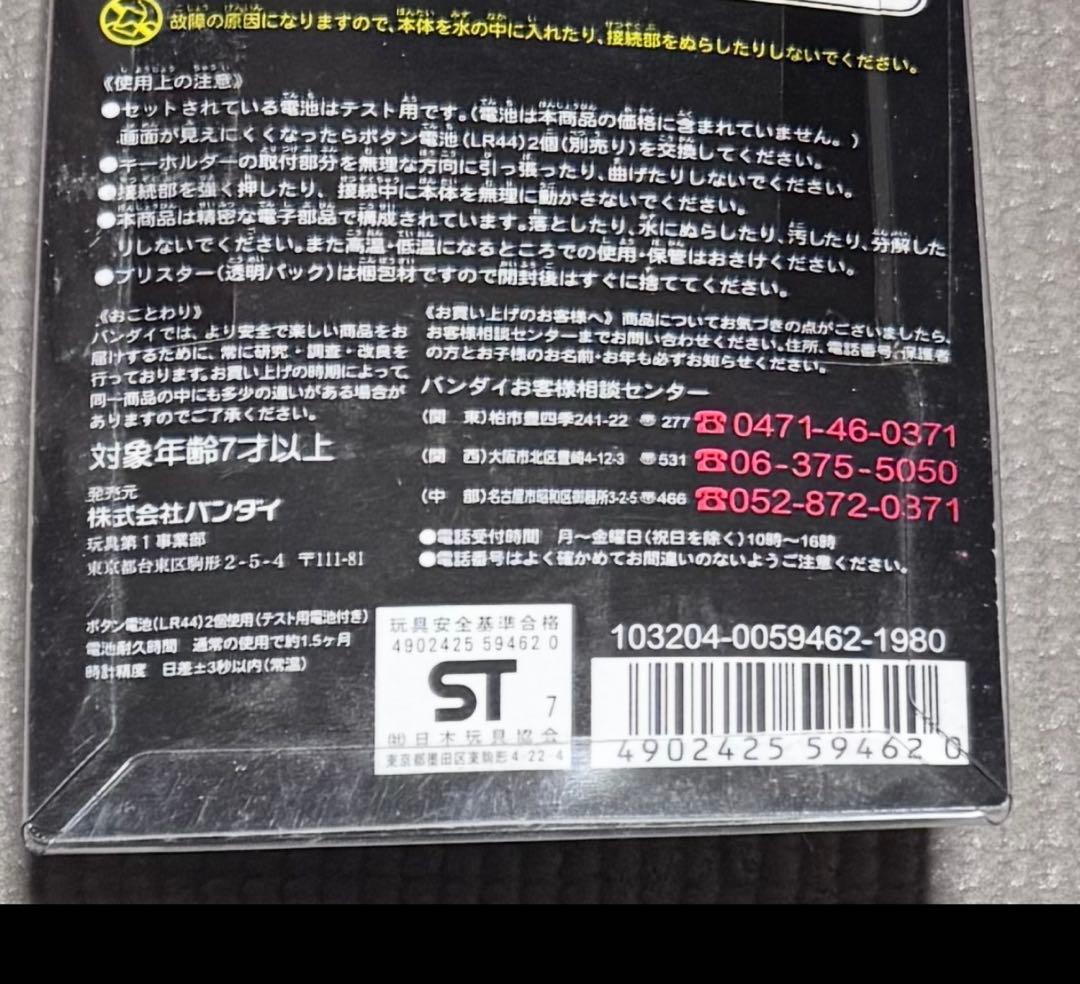 故障の原因になりますので、本体を水の中に入れたり、接続部をぬらしたりしないでください。
《使用上の注意》
●セットされている電池はテスト用です。(電池は本商品の価格に含まれていません。)
画面が見えにくくなったらボタン電池(LR44)2個(別売り)を交換してください。
●キーホルダーの取付部分を無理な方向に引っ張ったり、曲げたりしないでください。
●接続部を強く押したり、接続中に本体を無理に動かさないでください。
●本商品は精密な電子部品で構成されています。落としたり、水にぬらしたり、汚したり、分解した
りしないでください。また高温・低温になるところでの使用・保管はおさけください。
●ブリスター(透明パック)は梱包材ですので開封後はすぐに捨ててください。
《おことわり》
バンダイでは、より安全で楽しい商品をお
届けするために、常に研究・調査・改良を
行っております。お買い上げの時期によって
同一商品の中にも多少の違いがある場合が
ありますのでご了承ください。
対象年齢7才以上
発売元
株式会社バンダイ
玩具第1事業部
東京都台東区駒形2-5-4 〒111-81
《お買い上げのお客様へ》商品についてお気づきの点がございましたら、
お客様相談センターまでお問い合わせください。住所、電話番号、保護者
の方とお子様のお名前・お年も必ずお知らせください。
バンダイお客様相談センター
(関 東)柏市豊四季241-22 〠277 ☎0471-46-0371
(関 西)大阪市北区豊崎4-12-3 〠531 ☎06-375-5050
(中 部)名古屋市昭和区御器所3-2-5〠466 ☎052-872-0371
●電話受付時間 月〜金曜日(祝日を除く)10時〜16時
●電話番号はよく確かめてお間違いのないようご注意ください。
ボタン電池(LR44)2個使用(テスト用電池付き)
電池耐久時間 通常の使用で約1.5ヶ月
時計精度 日差±3秒以内(常温)
玩具安全基準合格
4902425 59462 0
ST 7
㈳日本玩具協会
東京都墨田区東駒形4-22-4
103204-0059462-1980
4902425 59462 0